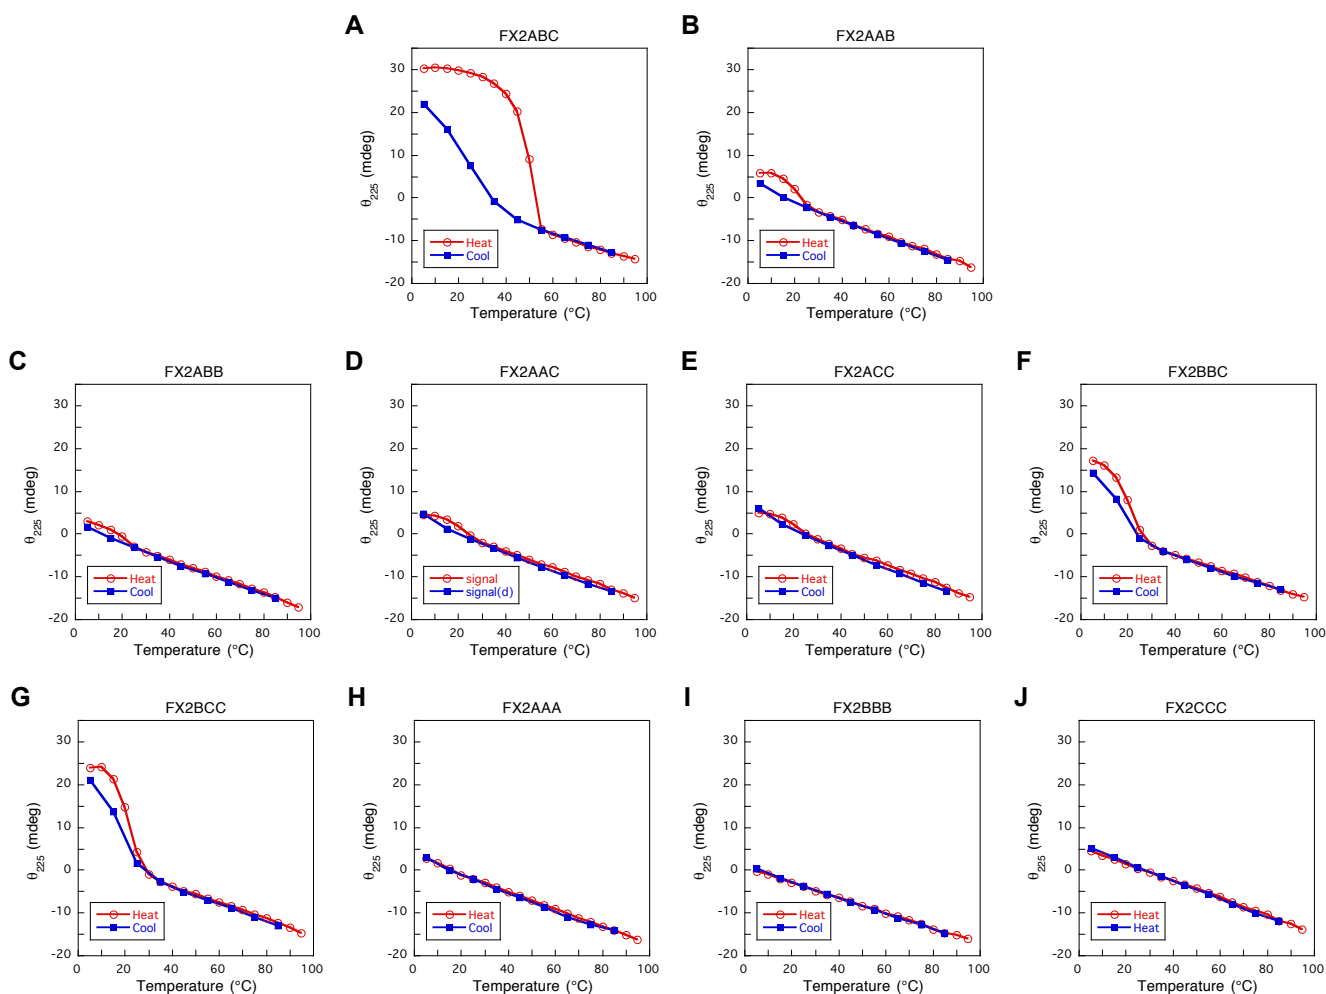 A
FX2ABC
30
20
10
0
-10
-20
θ225 (mdeg)
Heat
Cool
0 20 40 60 80 100
Temperature (°C)
B
FX2AAB
30
20
10
0
-10
-20
θ225 (mdeg)
Heat
Cool
0 20 40 60 80 100
Temperature (°C)
C
FX2ABB
30
20
10
0
-10
-20
θ225 (mdeg)
Heat
Cool
0 20 40 60 80 100
Temperature (°C)
D
FX2AAC
30
20
10
0
-10
-20
θ225 (mdeg)
signal
signal(d)
0 20 40 60 80 100
Temperature (°C)
E
FX2ACC
30
20
10
0
-10
-20
θ225 (mdeg)
Heat
Cool
0 20 40 60 80 100
Temperature (°C)
F
FX2BBC
30
20
10
0
-10
-20
θ225 (mdeg)
Heat
Cool
0 20 40 60 80 100
Temperature (°C)
G
FX2BCC
30
20
10
0
-10
-20
θ225 (mdeg)
Heat
Cool
0 20 40 60 80 100
Temperature (°C)
H
FX2AAA
30
20
10
0
-10
-20
θ225 (mdeg)
Heat
Cool
0 20 40 60 80 100
Temperature (°C)
I
FX2BBB
30
20
10
0
-10
-20
θ225 (mdeg)
Heat
Cool
0 20 40 60 80 100
Temperature (°C)
J
FX2CCC
30
20
10
0
-10
-20
θ225 (mdeg)
Heat
Heat
0 20 40 60 80 100
Temperature (°C)